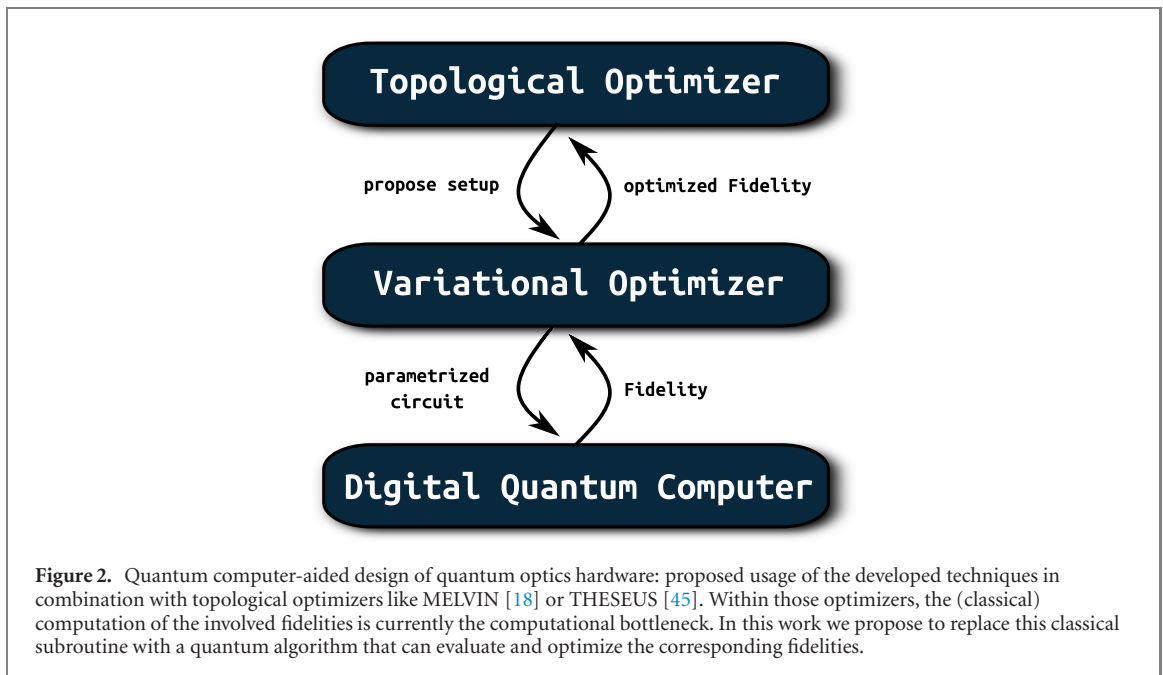 Topological Optimizer
propose setup
optimized Fidelity
Variational Optimizer
parametrized
circuit
Fidelity
Digital Quantum Computer
Figure 2. Quantum computer-aided design of quantum optics hardware: proposed usage of the developed techniques in
combination with topological optimizers like MELVIN [18] or THESEUS [45]. Within those optimizers, the (classical)
computation of the involved fidelities is currently the computational bottleneck. In this work we propose to replace this classical
subroutine with a quantum algorithm that can evaluate and optimize the corresponding fidelities.